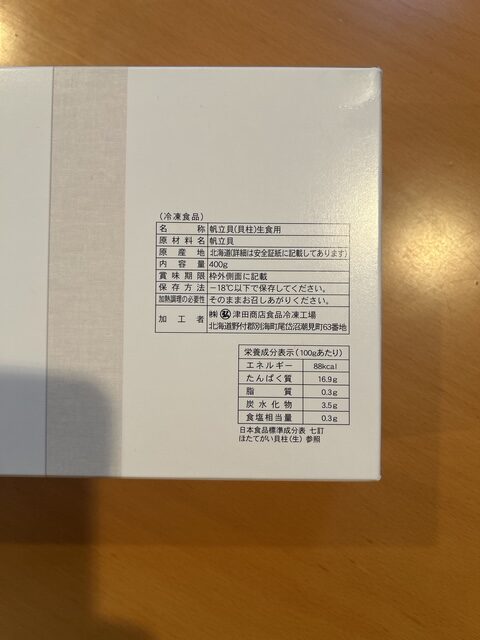 (冷凍食品)
名称 帆立貝(貝柱)生食用
原材料名 帆立貝
原産地 北海道(詳細は安全証紙に記載してあります)
内容量 400g
賞味期限 枠外側面に記載
保存方法 －18℃以下で保存してください。
加熱調理の必要性 そのままお召しあがりください。
加工者 ㈱ 津田商店食品冷凍工場
北海道野付郡別海町尾岱沼潮見町63番地
栄養成分表示(100gあたり)
エネルギー 88kcal
たんぱく質 16.9g
脂質 0.3g
炭水化物 3.5g
食塩相当量 0.3g
日本食品標準成分表 七訂
ほたてがい貝柱(生) 参照